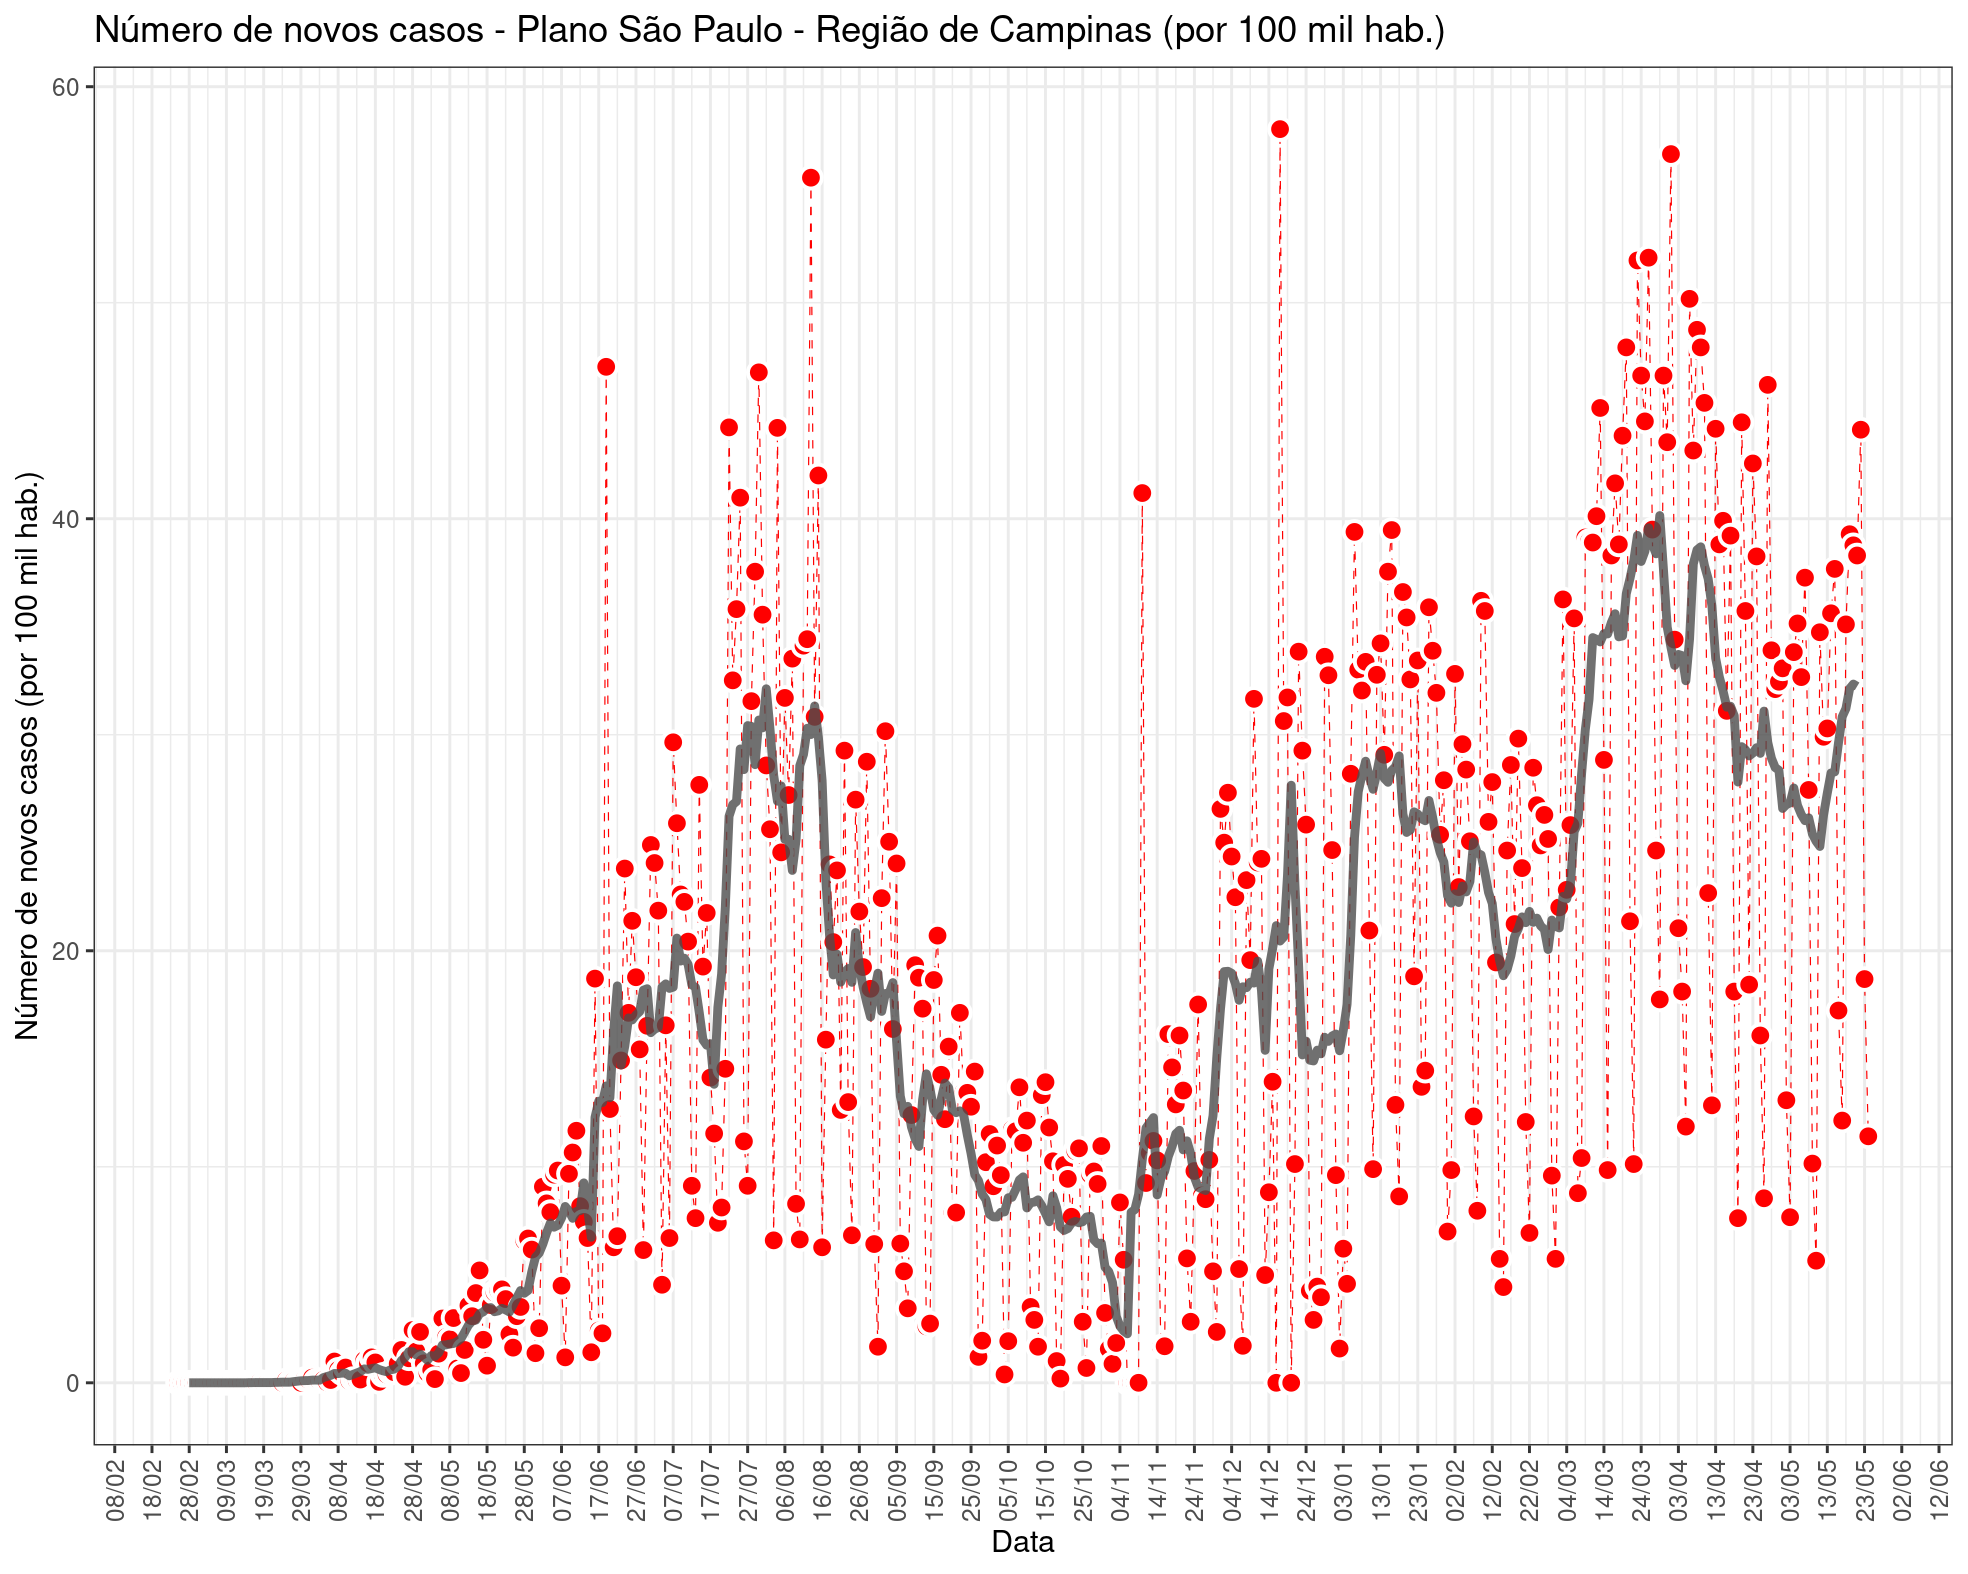 Número de novos casos - Plano São Paulo - Região de Campinas (por 100 mil hab.)
Número de novos casos (por 100 mil hab.)
60
40
20
0
08/02 18/02 28/02 09/03 19/03 29/03 08/04 18/04 28/04 08/05 18/05 28/05 07/06 17/06 27/06 07/07 17/07 27/07 06/08 16/08 26/08 05/09 15/09 25/09 05/10 15/10 25/10 04/11 14/11 24/11 04/12 14/12 24/12 03/01 13/01 23/01 02/02 12/02 22/02 04/03 14/03 24/03 03/04 13/04 23/04 03/05 13/05 23/05 02/06 12/06
Data